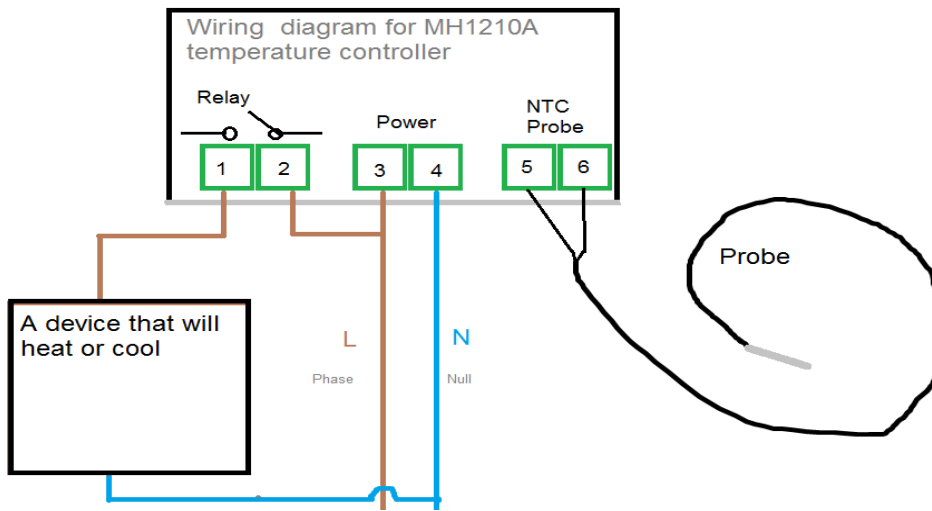 Wiring diagram for MH1210A
temperature controller
Relay
Power
NTC
Probe
1
2
3
4
5
6
Probe
A device that will
heat or cool
L
N
Phase
Null